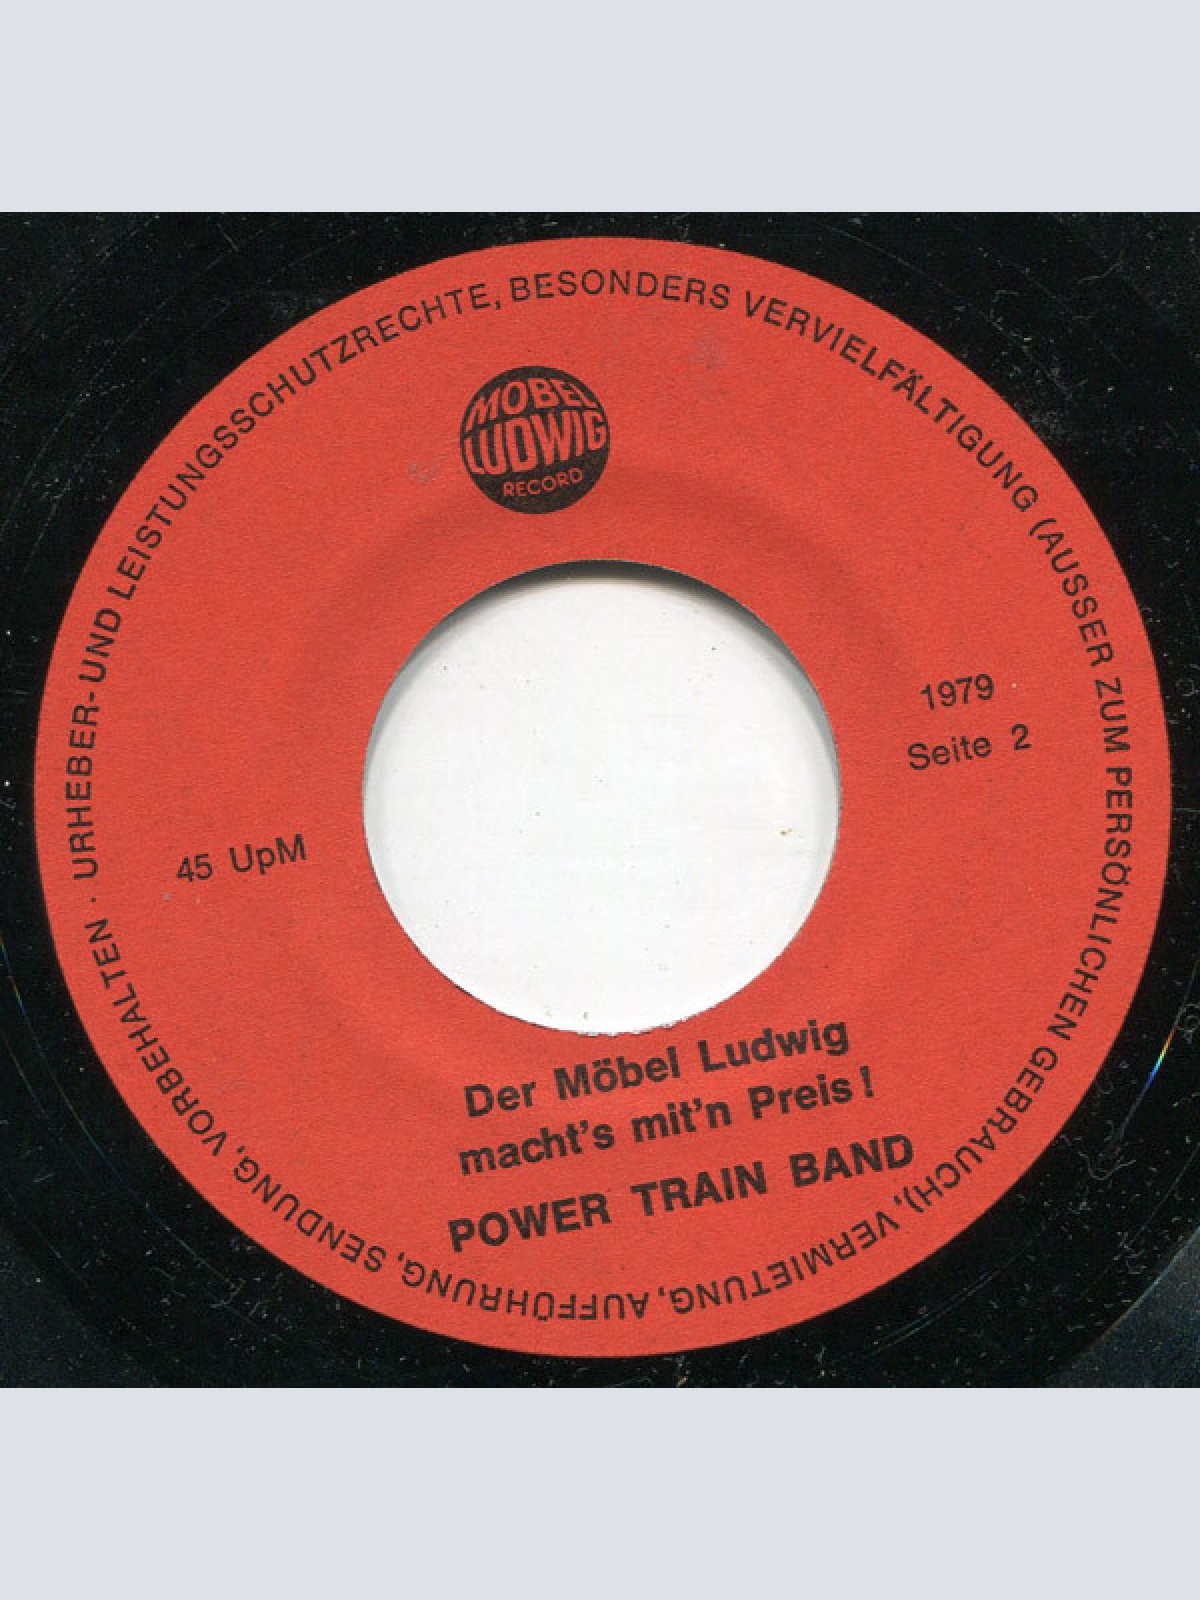 URHEBER- UND LEISTUNGSSCHUTZRECHTE, BESONDERS VERVIELFÄLTIGUNG (AUSSER ZUM PERSÖNLICHEN GEBRAUCH), VERMIETUNG, AUFFÜHRUNG, SENDUNG, VORBEHALTEN ·
MÖBEL
LUDWIG
RECORD
1979
Seite 2
45 UpM
Der Möbel Ludwig
macht's mit'n Preis!
POWER TRAIN BAND